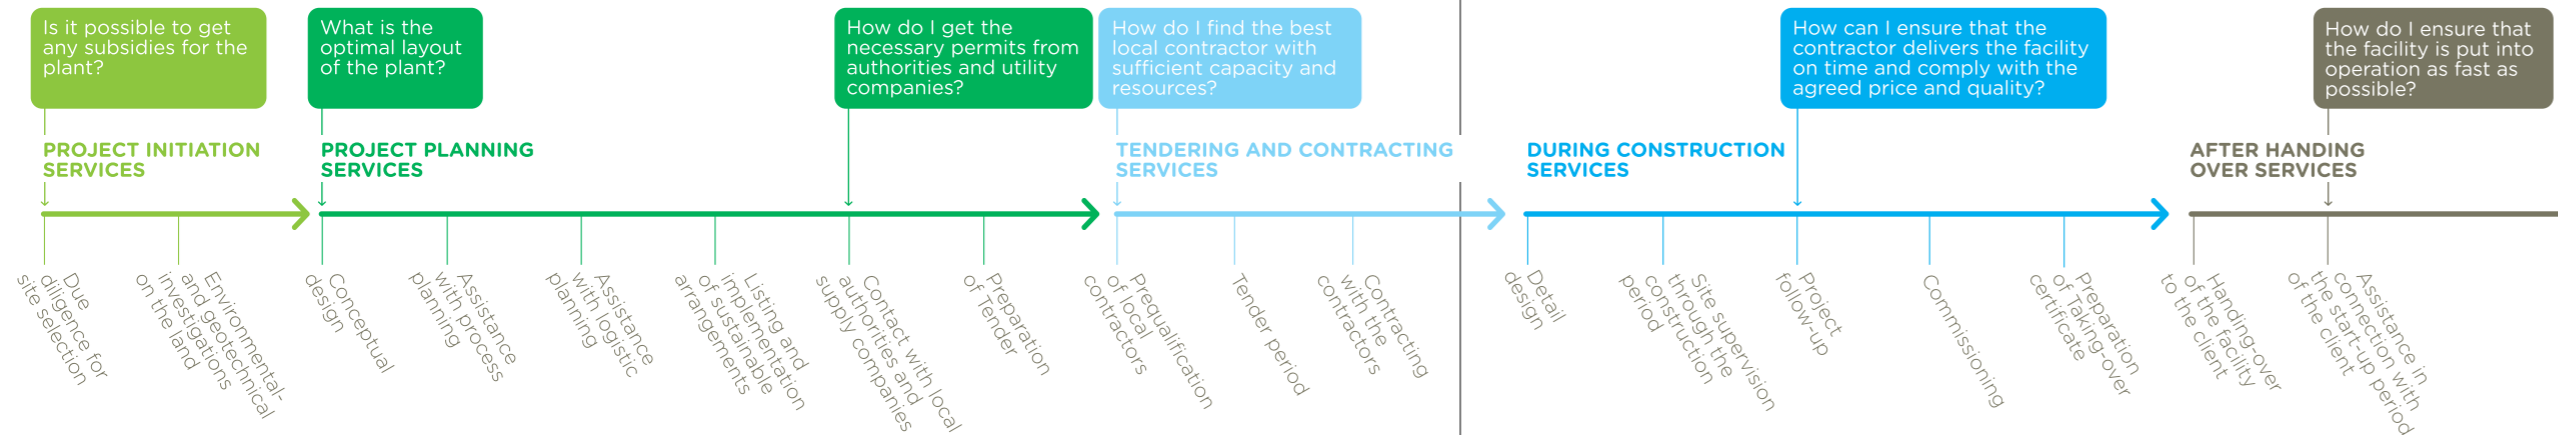 Is it possible to get
any subsidies for the
plant?
What is the
optimal layout
of the plant?
How do I get the
necessary permits from
authorities and utility
companies?
How do I find the best
local contractor with
sufficient capacity and
resources?
How can I ensure that the
contractor delivers the facility
on time and comply with the
agreed price and quality?
How do I ensure that
the facility is put into
operation as fast as
possible?
PROJECT INITIATION
SERVICES
PROJECT PLANNING
SERVICES
TENDERING AND CONTRACTING
SERVICES
DURING CONSTRUCTION
SERVICES
AFTER HANDING
OVER SERVICES
Due
diligence for
site selection
Environmental-
and geotechnical
investigations
on the land
Conceptual
design
Assistance
with process
planning
Assistance
with logistic
planning
Listing and
implementation
of sustainable
arrangements
Contact with local
authorities and
supply companies
Preparation
of Tender
Prequalification
of local
contractors
Tender period
Contracting
with the
contractors
Detail
design
Site supervision
through the
construction
period
Project
follow-up
Commissioning
Preparation
of Taking-over
certificate
Handing-over
of the facility
to the client
Assistance in
connection with
the start-up period
of the client